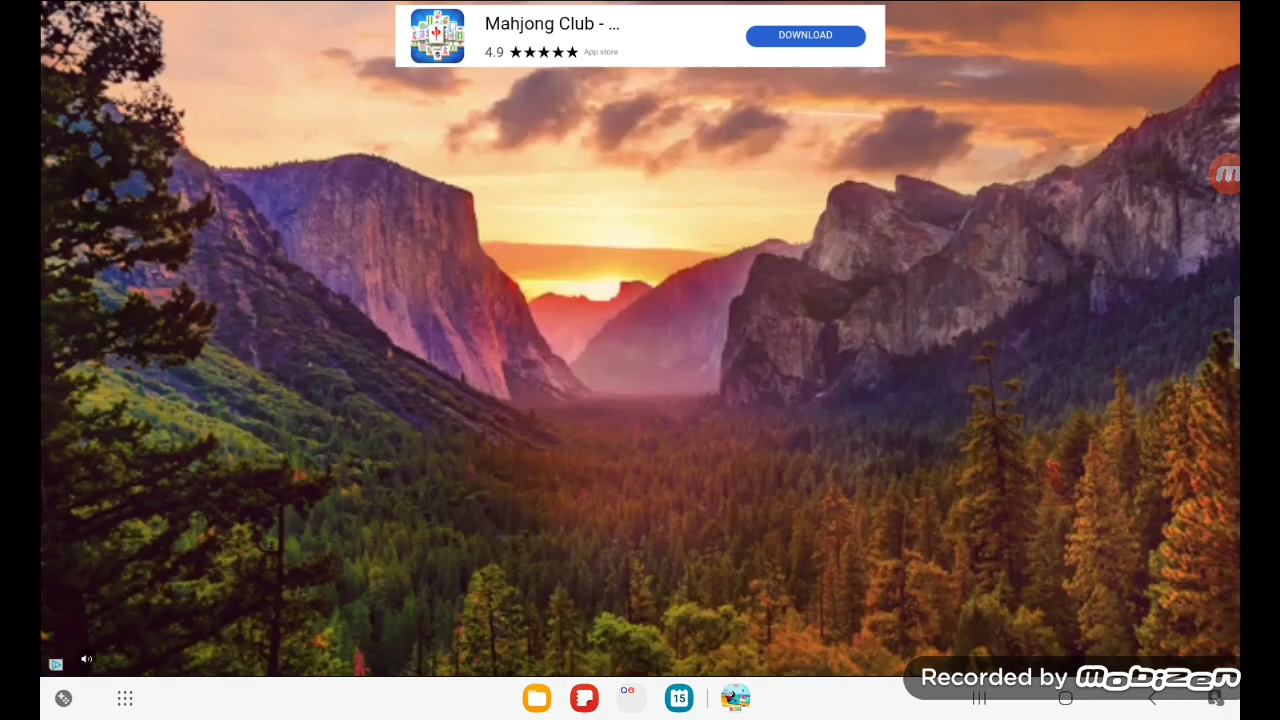 Mahjong Club - ...
4.9 ★★★★★ App store
DOWNLOAD
Recorded by mobizen
15